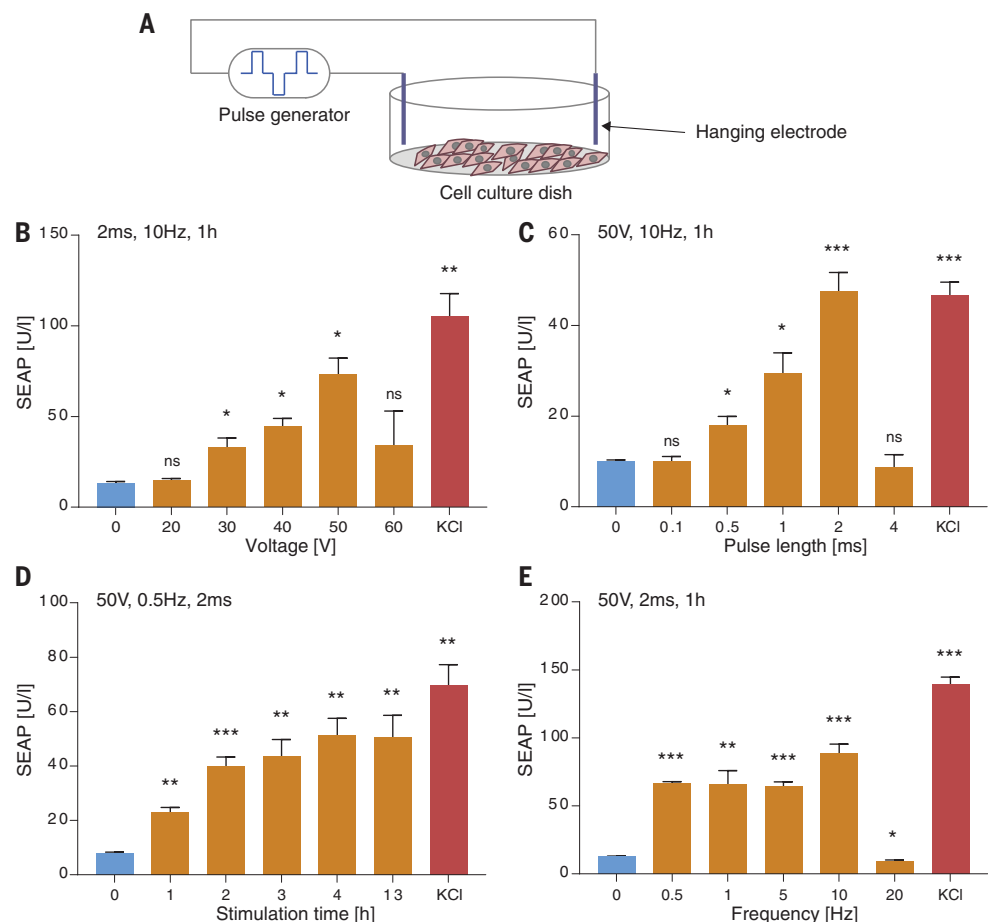 A
Pulse generator
Hanging electrode
Cell culture dish
B
2ms, 10Hz, 1h
SEAP [U/l]
150
100
50
0
ns
*
*
*
ns
**
0 20 30 40 50 60 KCl
Voltage [V]
C
50V, 10Hz, 1h
SEAP [U/l]
60
40
20
0
ns
*
*
***
ns
***
0 0.1 0.5 1 2 4 KCl
Pulse length [ms]
D
50V, 0.5Hz, 2ms
SEAP [U/l]
100
80
60
40
20
0
**
***
**
**
**
**
0 1 2 3 4 13 KCl
Stimulation time [h]
E
50V, 2ms, 1h
SEAP [U/l]
200
150
100
50
0
***
**
***
***
*
***
0 0.5 1 5 10 20 KCl
Frequency [Hz]